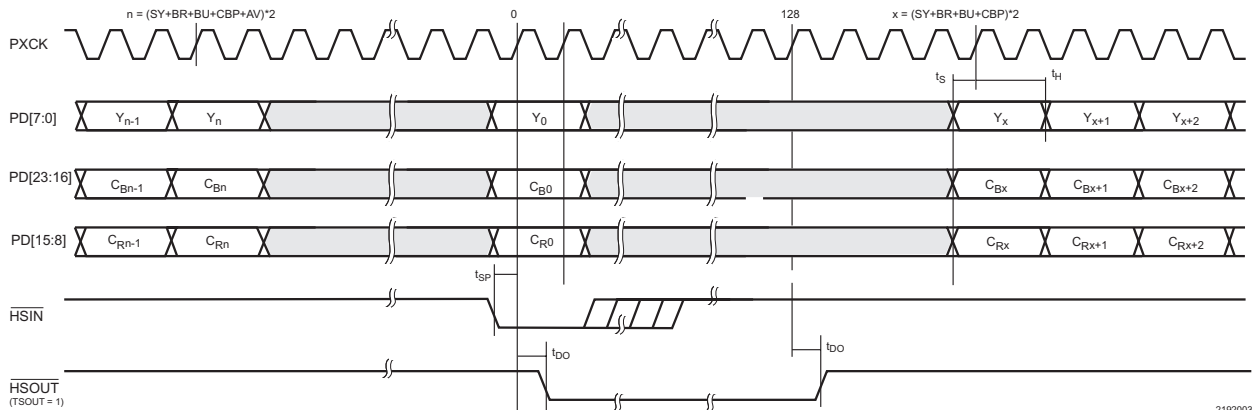 n = (SY+BR+BU+CBP+AV)*2 0 128 x = (SY+BR+BU+CBP)*2
PXCK
tS tH
PD[7:0] Yn-1 Yn Y0 Yx Yx+1 Yx+2
PD[23:16] CBn-1 CBn CB0 CBx CBx+1 CBx+2
PD[15:8] CRn-1 CRn CR0 CRx CRx+1 CRx+2
tSP
HSIN
tDO tDO
HSOUT
(TSOUT = 1)
2192003